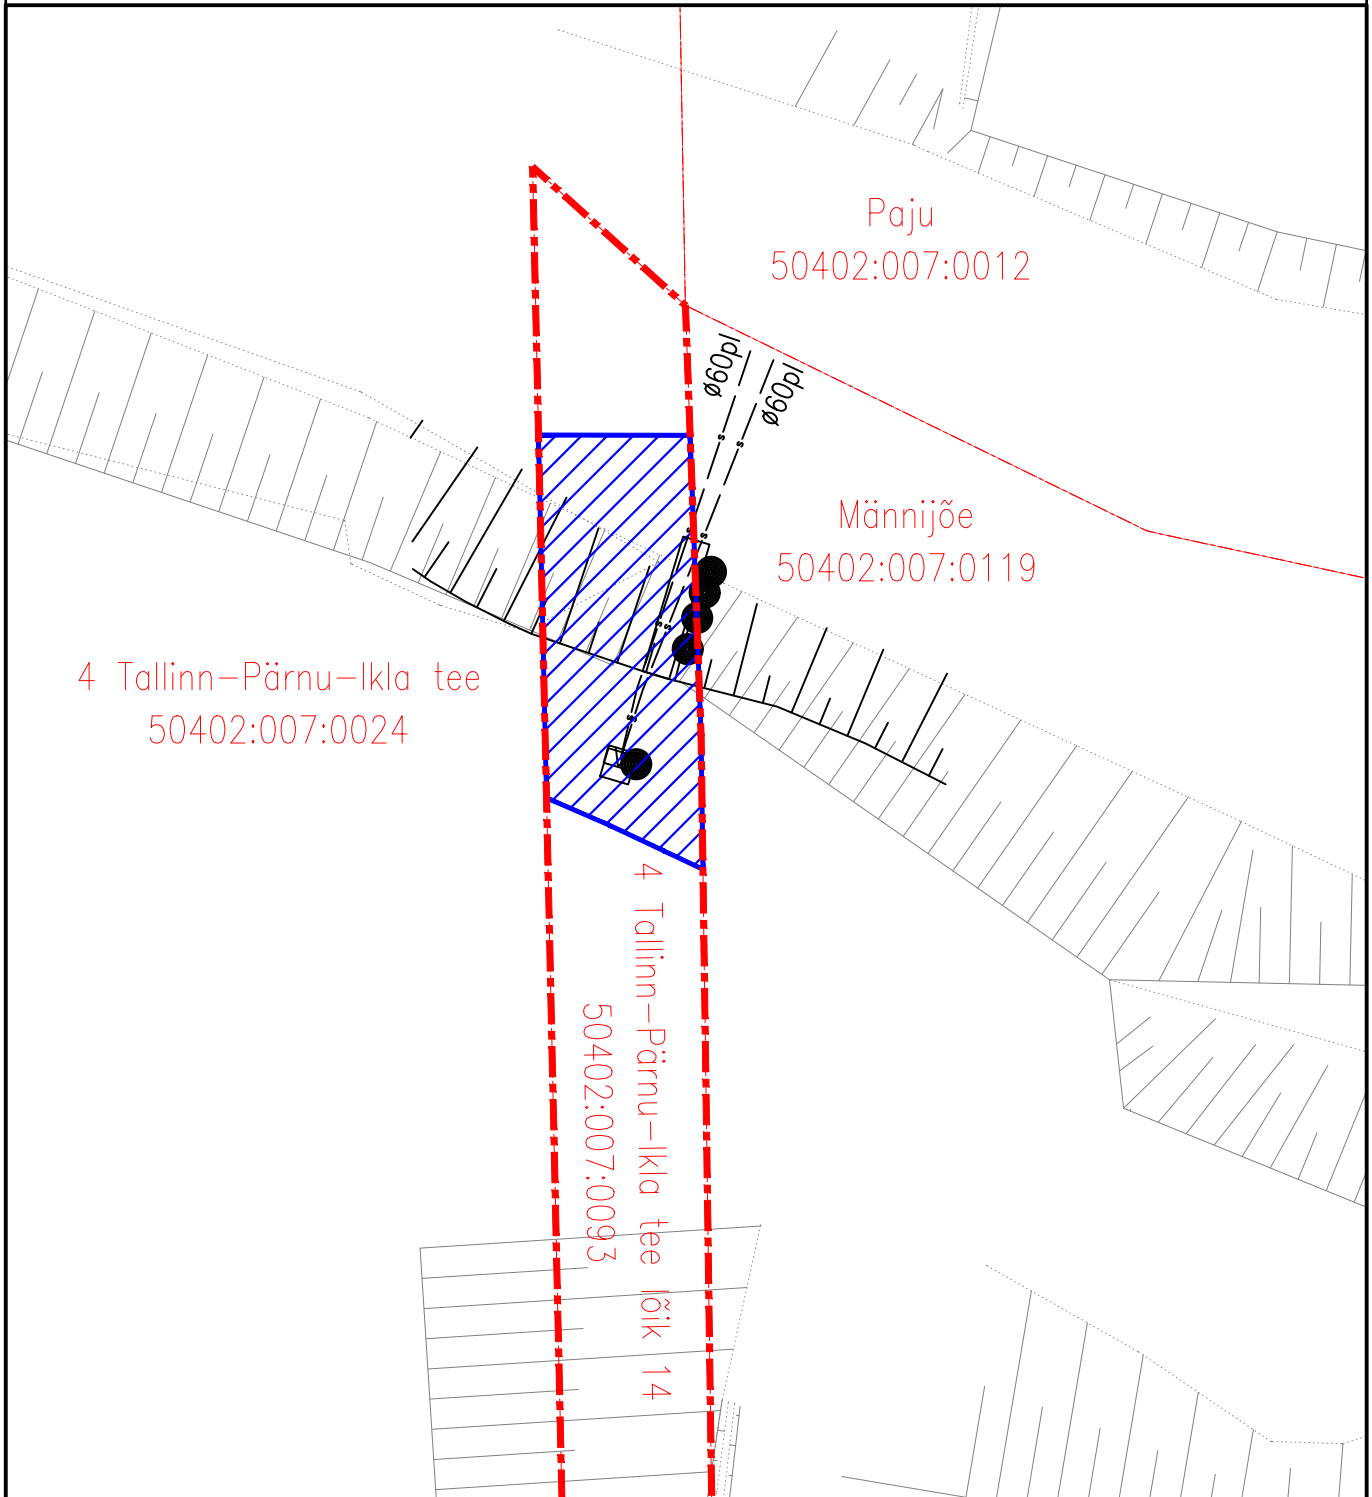 Paju
50402:007:0012
ø60pl
ø60pl
Männijõe
50402:007:0119
s
s
s
s
s
s
s
4 Tallinn-Pärnu-Ikla tee
50402:007:0024
4 Tallinn-Pärnu-Ikla tee lõik 14
50402:007:0093